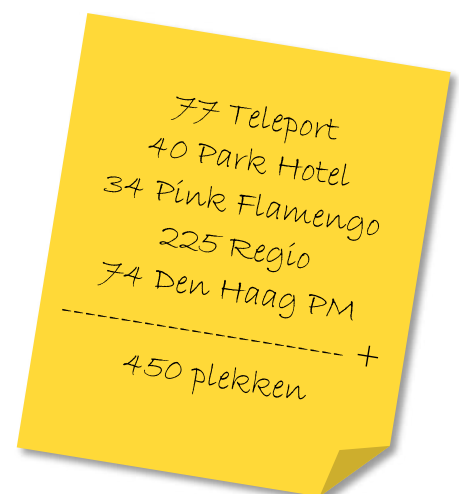 77 Teleport
40 Park Hotel
34 Pink Flamengo
225 Regio
74 Den Haag PM
---------------------- +
450 plekken